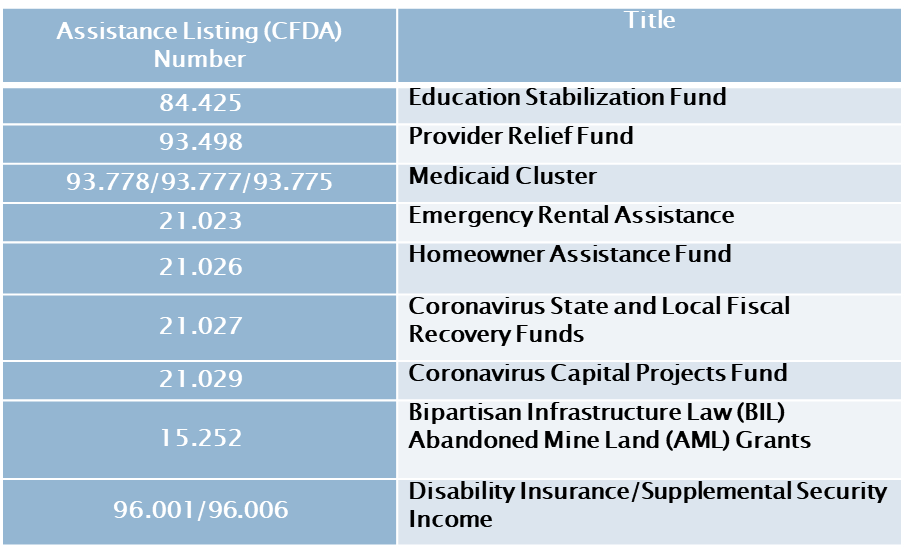 Assistance Listing (CFDA)
Number
Title
84.425
Education Stabilization Fund
93.498
Provider Relief Fund
93.778/93.777/93.775
Medicaid Cluster
21.023
Emergency Rental Assistance
21.026
Homeowner Assistance Fund
21.027
Coronavirus State and Local Fiscal
Recovery Funds
21.029
Coronavirus Capital Projects Fund
15.252
Bipartisan Infrastructure Law (BIL)
Abandoned Mine Land (AML) Grants
96.001/96.006
Disability Insurance/Supplemental Security
Income